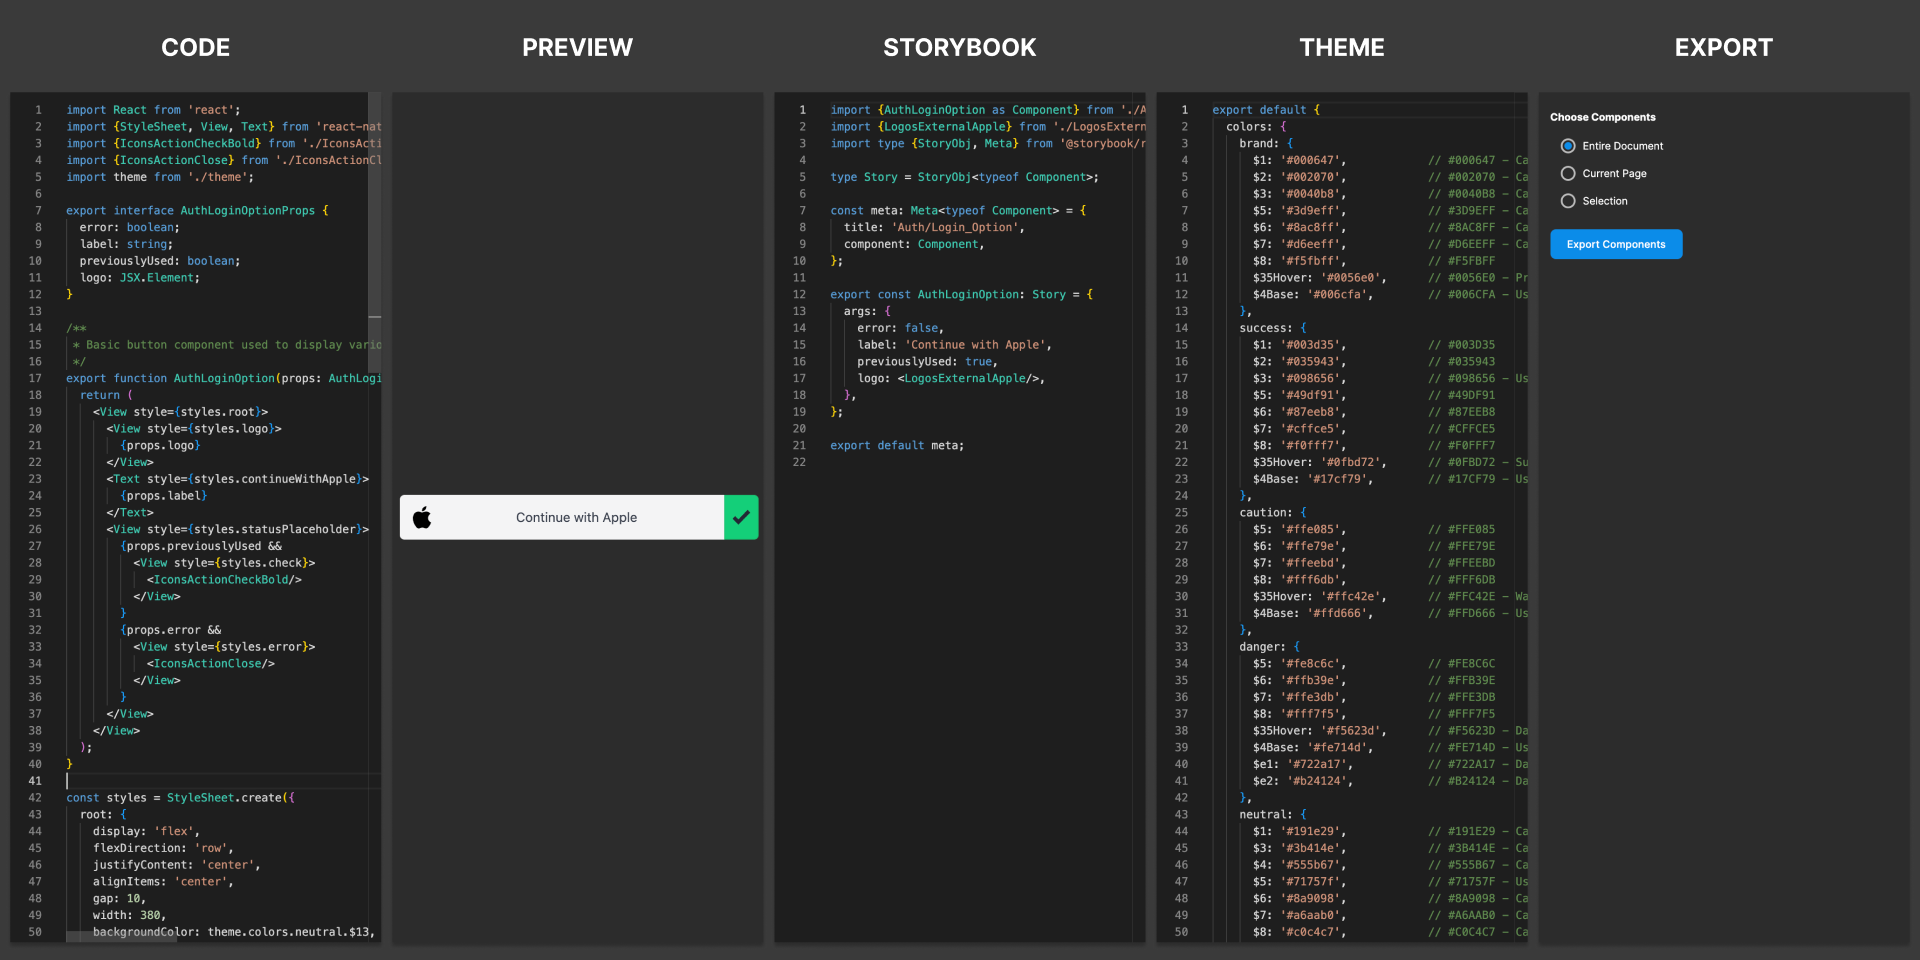 CODE
1 import React from 'react';
2 import {StyleSheet, View, Text} from 'react-nat
3 import {IconsActionCheckBold} from './IconsActi
4 import {IconsActionClose} from './IconsActionCl
5 import theme from './theme';
6
7 export interface AuthLoginOptionProps {
8 error: boolean;
9 label: string;
10 previouslyUsed: boolean;
11 logo: JSX.Element;
12 }
13
14 /**
15 * Basic button component used to display vario
16 */
17 export function AuthLoginOption(props: AuthLogi
18 return (
19 <View style={styles.root}>
20 <View style={styles.logo}>
21 {props.logo}
22 </View>
23 <Text style={styles.continueWithApple}>
24 {props.label}
25 </Text>
26 <View style={styles.statusPlaceholder}>
27 {props.previouslyUsed &&
28 <View style={styles.check}>
29 <IconsActionCheckBold/>
30 </View>
31 }
32 {props.error &&
33 <View style={styles.error}>
34 <IconsActionClose/>
35 </View>
36 }
37 </View>
38 </View>
39 );
40 }
41
42 const styles = StyleSheet.create({
43 root: {
44 display: 'flex',
45 flexDirection: 'row',
46 justifyContent: 'center',
47 alignItems: 'center',
48 gap: 10,
49 width: 380,
50 backgroundColor: theme.colors.neutral.$13,
PREVIEW
Continue with Apple
STORYBOOK
1 import {AuthLoginOption as Component} from './A
2 import {LogosExternalApple} from './LogosExtern
3 import type {StoryObj, Meta} from '@storybook/r
4
5 type Story = StoryObj<typeof Component>;
6
7 const meta: Meta<typeof Component> = {
8 title: 'Auth/Login_Option',
9 component: Component,
10 };
11
12 export const AuthLoginOption: Story = {
13 args: {
14 error: false,
15 label: 'Continue with Apple',
16 previouslyUsed: true,
17 logo: <LogosExternalApple/>,
18 },
19 };
20
21 export default meta;
22
THEME
1 export default {
2 colors: {
3 brand: {
4 $1: '#000647', // #000647 – Ca
5 $2: '#002070', // #002070 – Ca
6 $3: '#0040b8', // #0040B8 – Ca
7 $5: '#3d9eff', // #3D9EFF – Ca
8 $6: '#8ac8ff', // #8AC8FF – Ca
9 $7: '#d6eeff', // #D6EEFF – Ca
10 $8: '#f5fbff', // #F5FBFF
11 $35Hover: '#0056e0', // #0056E0 – Pr
12 $4Base: '#006cfa', // #006CFA – Us
13 },
14 success: {
15 $1: '#003d35', // #003D35
16 $2: '#035943', // #035943
17 $3: '#098656', // #098656 – Us
18 $5: '#49df91', // #49DF91
19 $6: '#87eeb8', // #87EEB8
20 $7: '#cffce5', // #CFFCE5
21 $8: '#f0fff7', // #F0FFF7
22 $35Hover: '#0fbd72', // #0FBD72 – Su
23 $4Base: '#17cf79', // #17CF79 – Us
24 },
25 caution: {
26 $5: '#ffe085', // #FFE085
27 $6: '#ffe79e', // #FFE79E
28 $7: '#ffeebd', // #FFEEBD
29 $8: '#fff6db', // #FFF6DB
30 $35Hover: '#ffc42e', // #FFC42E – Wa
31 $4Base: '#ffd666', // #FFD666 – Us
32 },
33 danger: {
34 $5: '#fe8c6c', // #FE8C6C
35 $6: '#ffb39e', // #FFB39E
36 $7: '#ffe3db', // #FFE3DB
37 $8: '#fff7f5', // #FFF7F5
38 $35Hover: '#f5623d', // #F5623D – Da
39 $4Base: '#fe714d', // #FE714D – Us
40 $e1: '#722a17', // #722A17 – Da
41 $e2: '#b24124', // #B24124 – Da
42 },
43 neutral: {
44 $1: '#191e29', // #191E29 – Ca
45 $3: '#3b414e', // #3B414E – Ca
46 $4: '#555b67', // #555B67 – Ca
47 $5: '#71757f', // #71757F – Us
48 $6: '#8a9098', // #8A9098 – Ca
49 $7: '#a6aab0', // #A6AAB0 – Ca
50 $8: '#c0c4c7', // #C0C4C7 – Ca
EXPORT
Choose Components
Entire Document
Current Page
Selection
Export Components